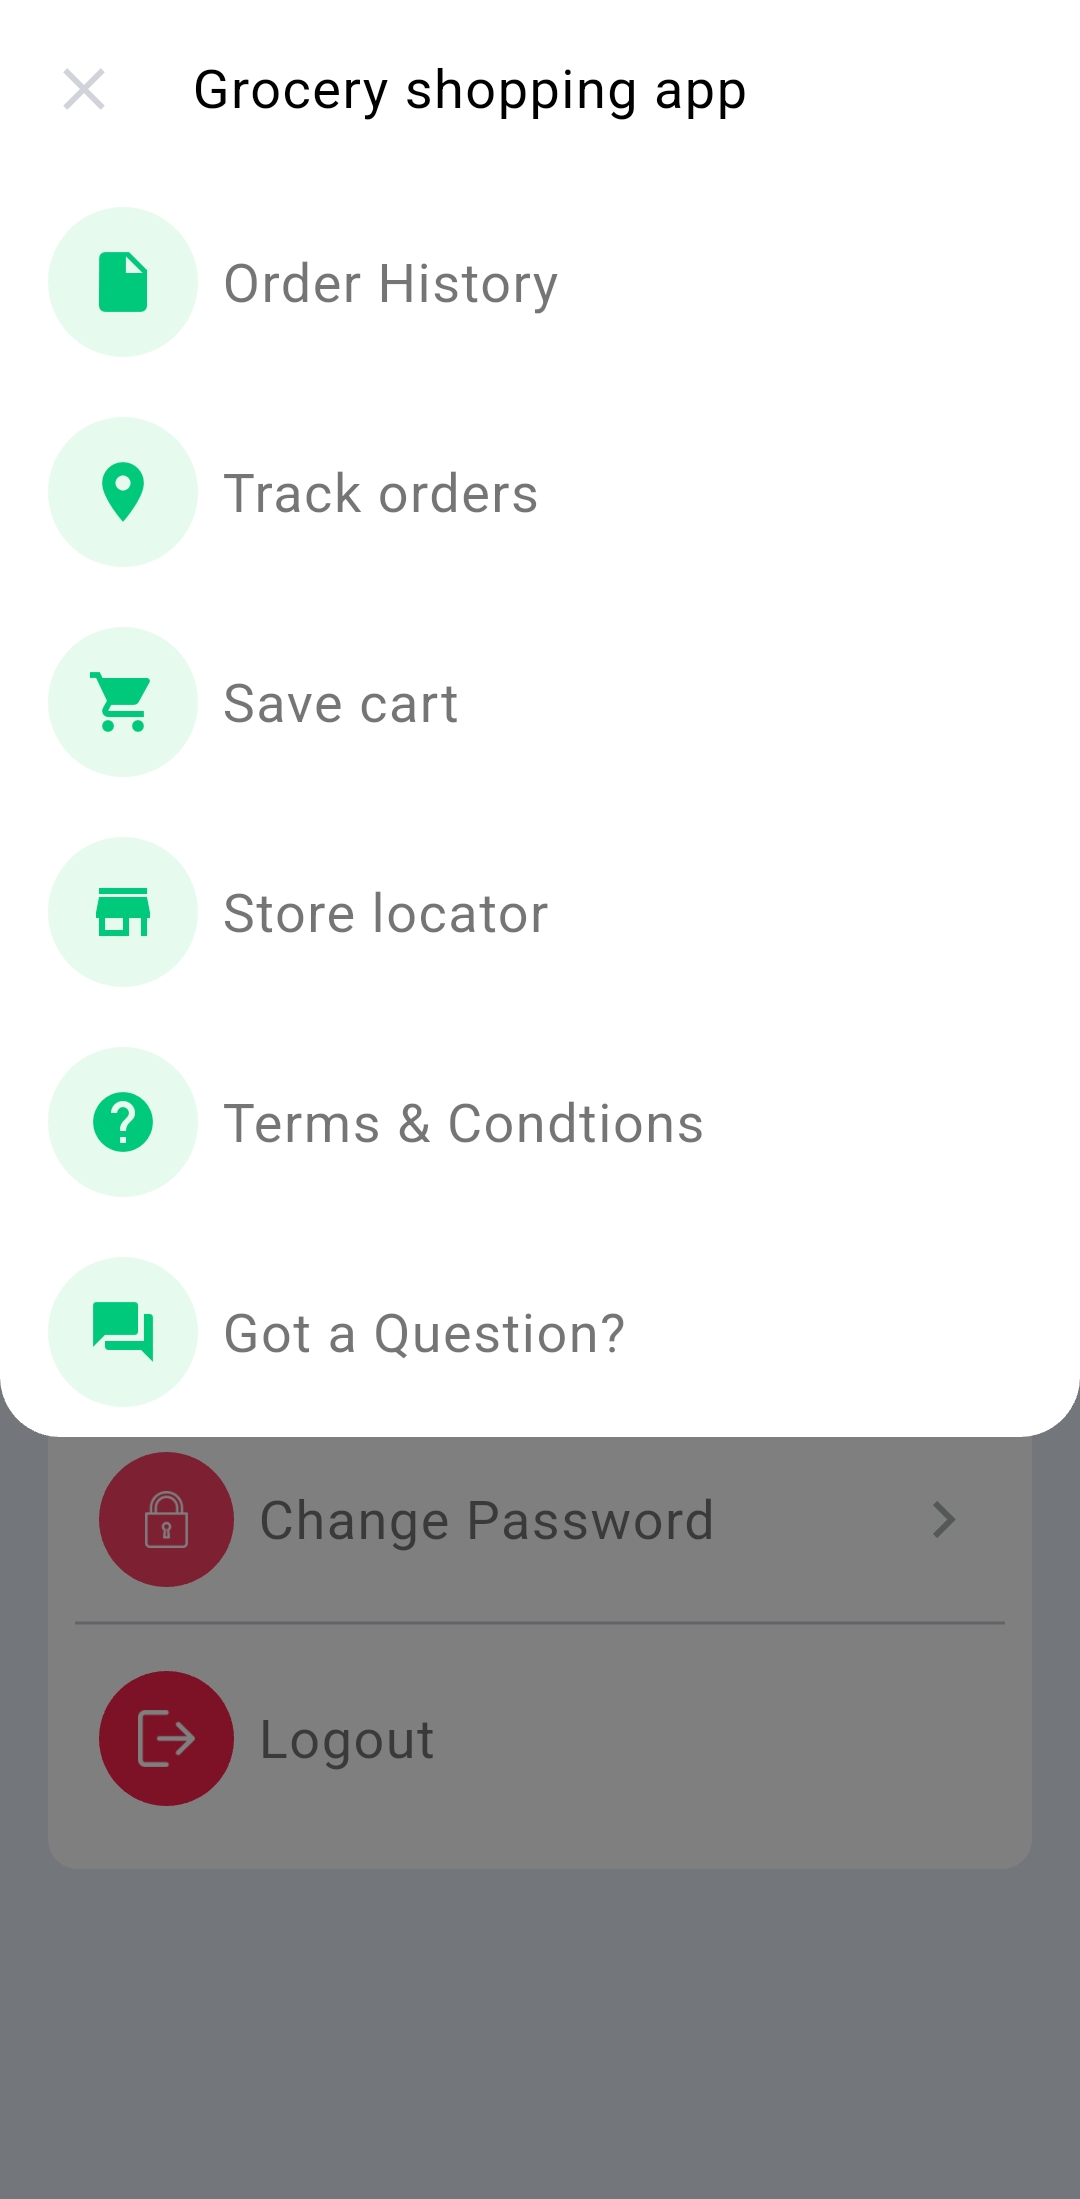 Grocery shopping app
Order History
Track orders
Save cart
Store locator
Terms & Condtions
Got a Question?
Change Password
Logout